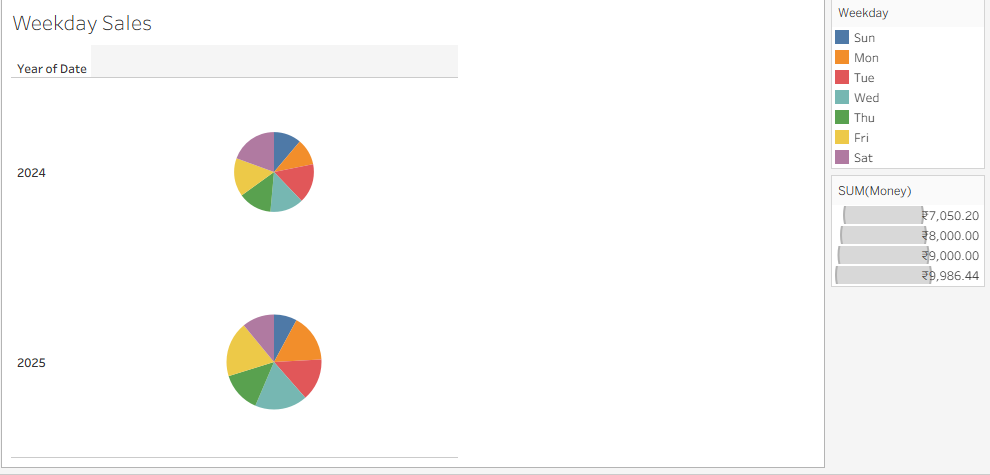 Weekday Sales
Year of Date
2024
2025
Weekday
Sun
Mon
Tue
Wed
Thu
Fri
Sat
SUM(Money)
₹7,050.20
₹8,000.00
₹9,000.00
₹9,986.44